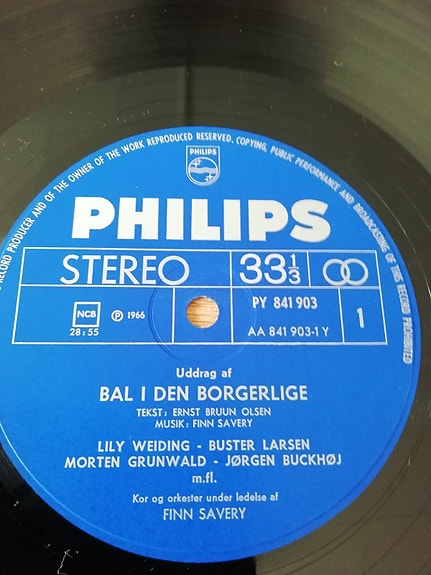 RECORD PRODUCER AND OF THE OWNER OF THE WORK REPRODUCED RESERVED. COPYING, PUBLIC PERFORMANCE AND BROADCASTING OF THIS RECORD PROHIBITED
PHILIPS
PHILIPS
STEREO 33 1/3
NCB ℗ 1966 PY 841 903 1
28:55 AA 841 903-1 Y
Uddrag af
BAL I DEN BORGERLIGE
TEKST: ERNST BRUUN OLSEN
MUSIK: FINN SAVERY
LILY WEIDING - BUSTER LARSEN
MORTEN GRUNWALD - JØRGEN BUCKHØJ
m.fl.
Kor og orkester under ledelse af
FINN SAVERY